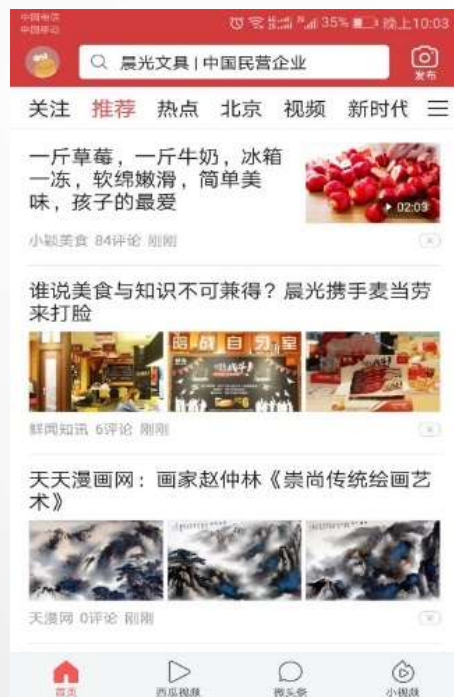 中国电信
中国移动
35% 晚上10:03
晨光文具 | 中国民营企业
发布
关注 推荐 热点 北京 视频 新时代
一斤草莓，一斤牛奶，冰箱
一冻，软绵嫩滑，简单美
味，孩子的最爱
02:03
小颖美食 84评论 刚刚
谁说美食与知识不可兼得？晨光携手麦当劳
来打脸
备战自习室
鲜闻知讯 6评论 刚刚
天天漫画网：画家赵仲林《崇尚传统绘画艺
术》
天漫网 0评论 刚刚
首页 西瓜视频 微头条 小视频